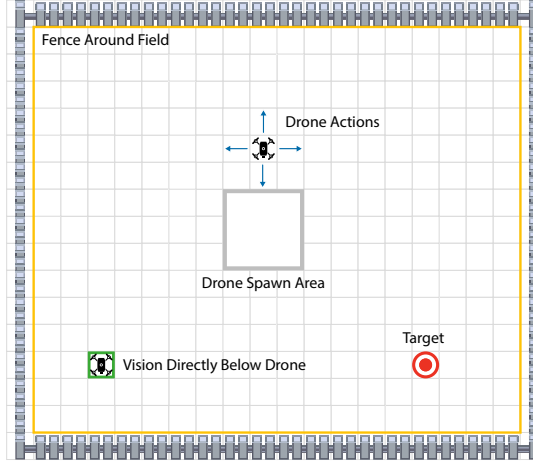 Fence Around Field
Drone Actions
Drone Spawn Area
Target
Vision Directly Below Drone